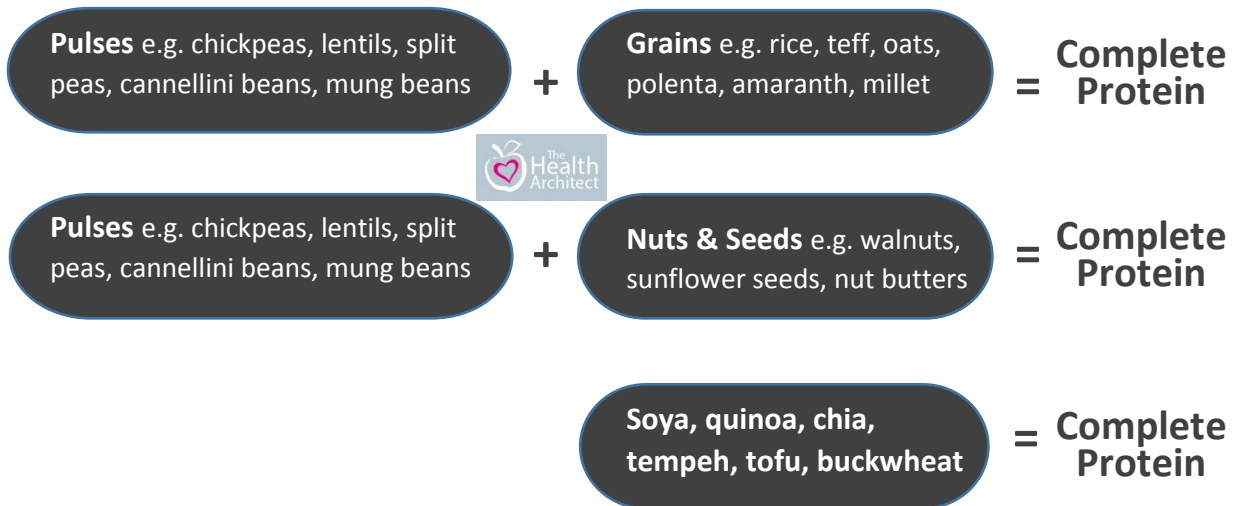 Pulses e.g. chickpeas, lentils, split
peas, cannellini beans, mung beans
+
Grains e.g. rice, teff, oats,
polenta, amaranth, millet
=
Complete
Protein
The
Health
Architect
Pulses e.g. chickpeas, lentils, split
peas, cannellini beans, mung beans
+
Nuts & Seeds e.g. walnuts,
sunflower seeds, nut butters
=
Complete
Protein
Soya, quinoa, chia,
tempeh, tofu, buckwheat
=
Complete
Protein